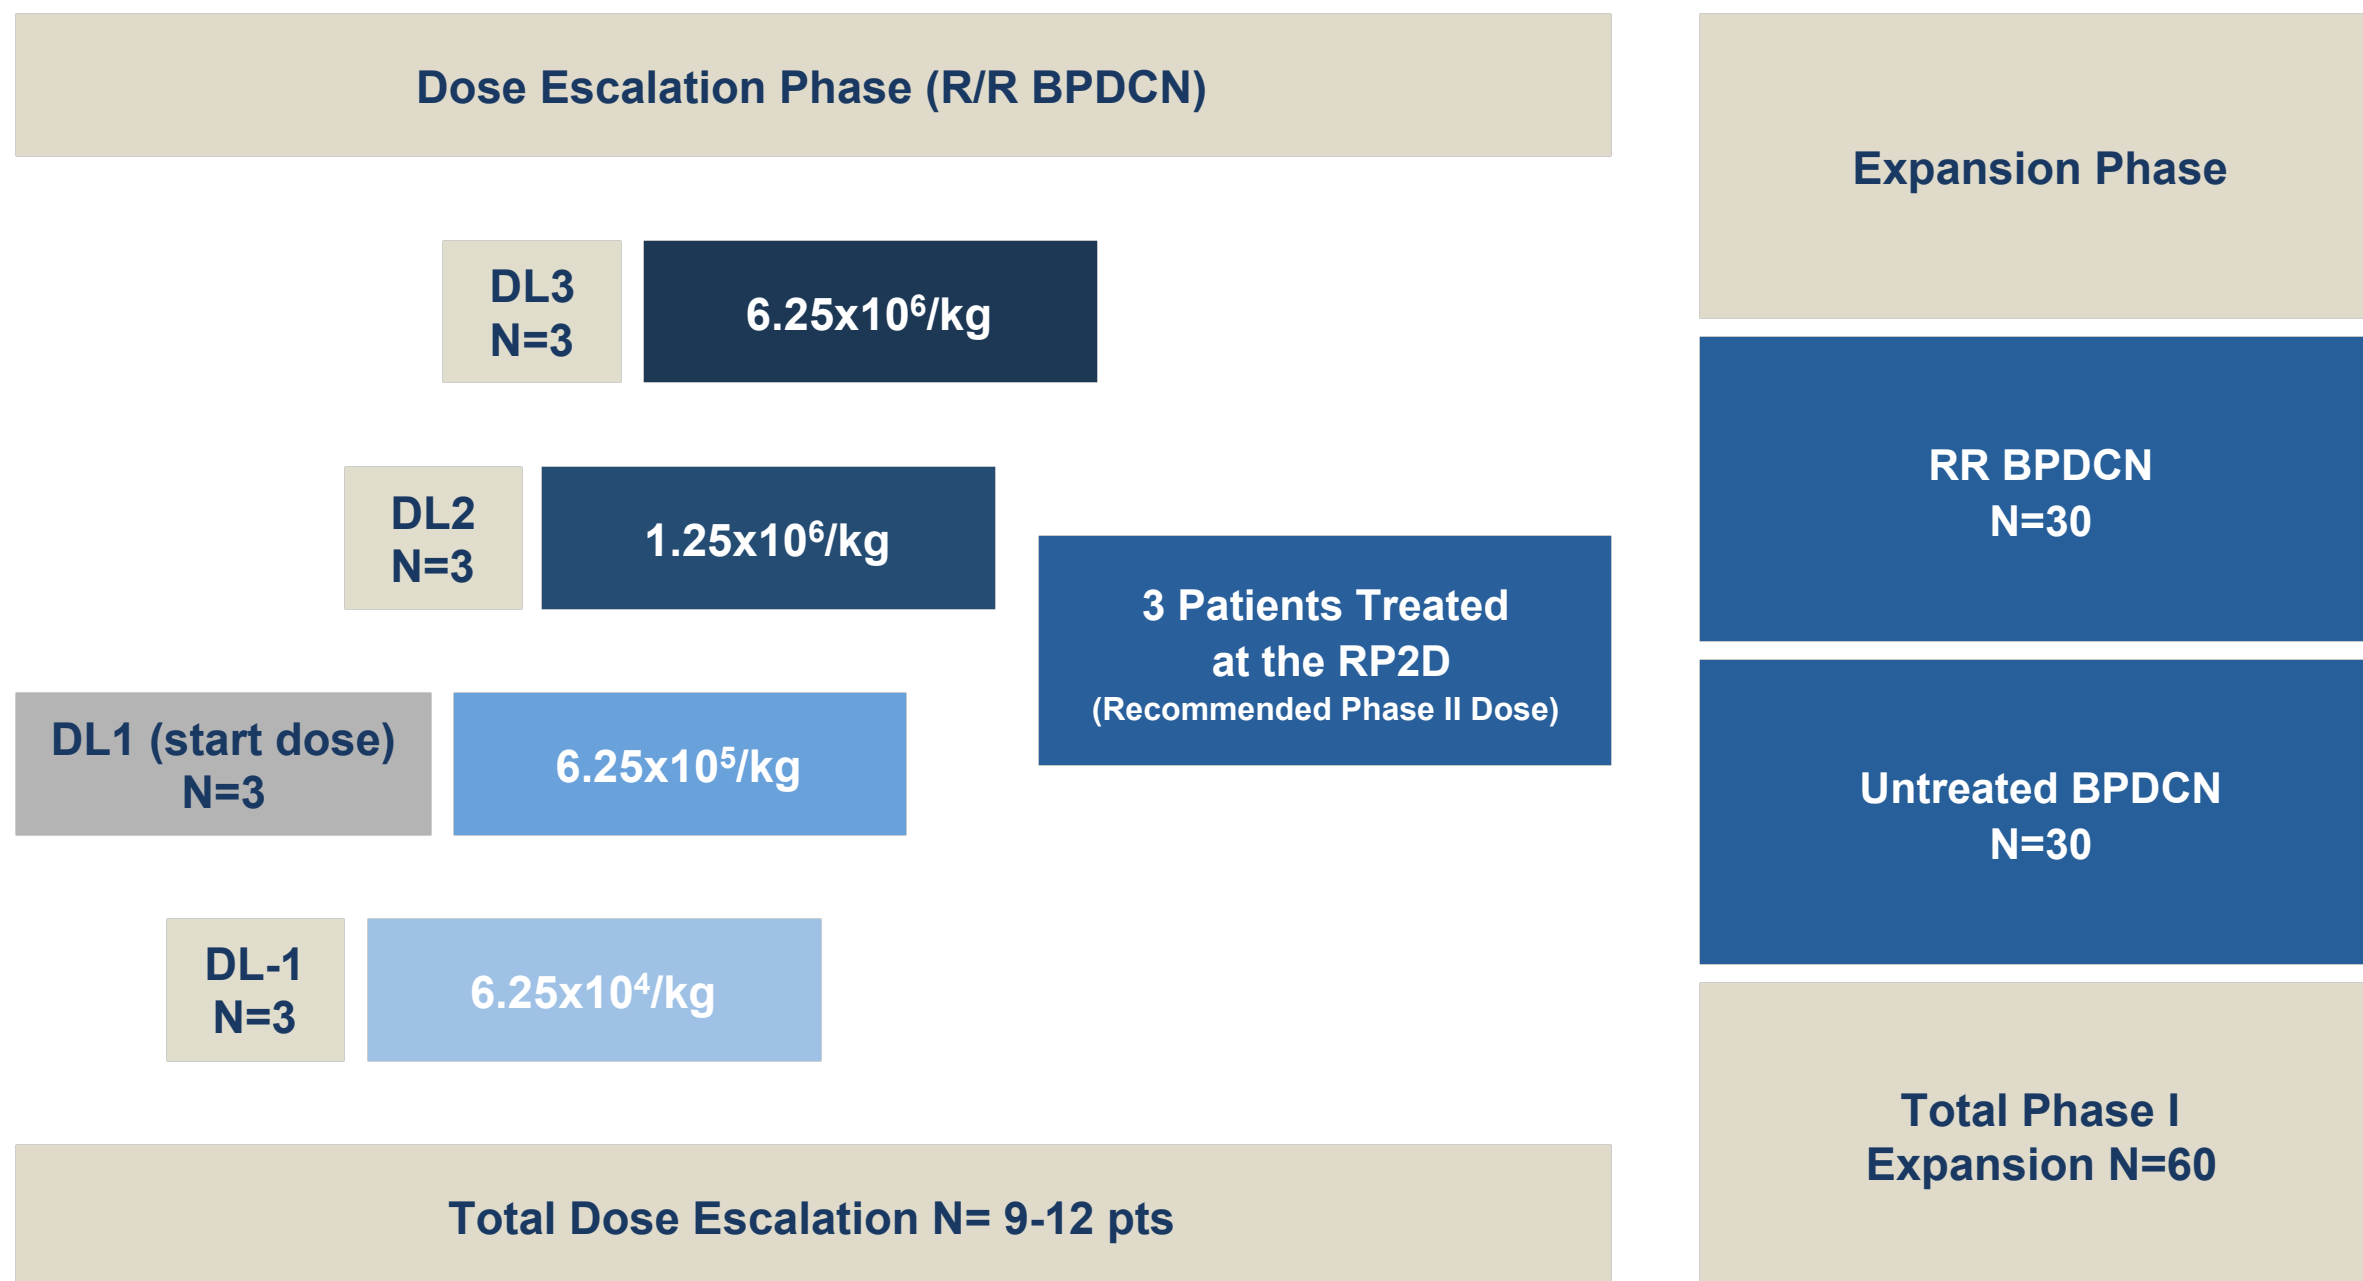 Dose Escalation Phase (R/R BPDCN)
DL3
N=3
6.25x10⁶/kg
DL2
N=3
1.25x10⁶/kg
3 Patients Treated
at the RP2D
(Recommended Phase II Dose)
DL1 (start dose)
N=3
6.25x10⁵/kg
DL-1
N=3
6.25x10⁴/kg
Total Dose Escalation N= 9-12 pts
Expansion Phase
RR BPDCN
N=30
Untreated BPDCN
N=30
Total Phase I
Expansion N=60